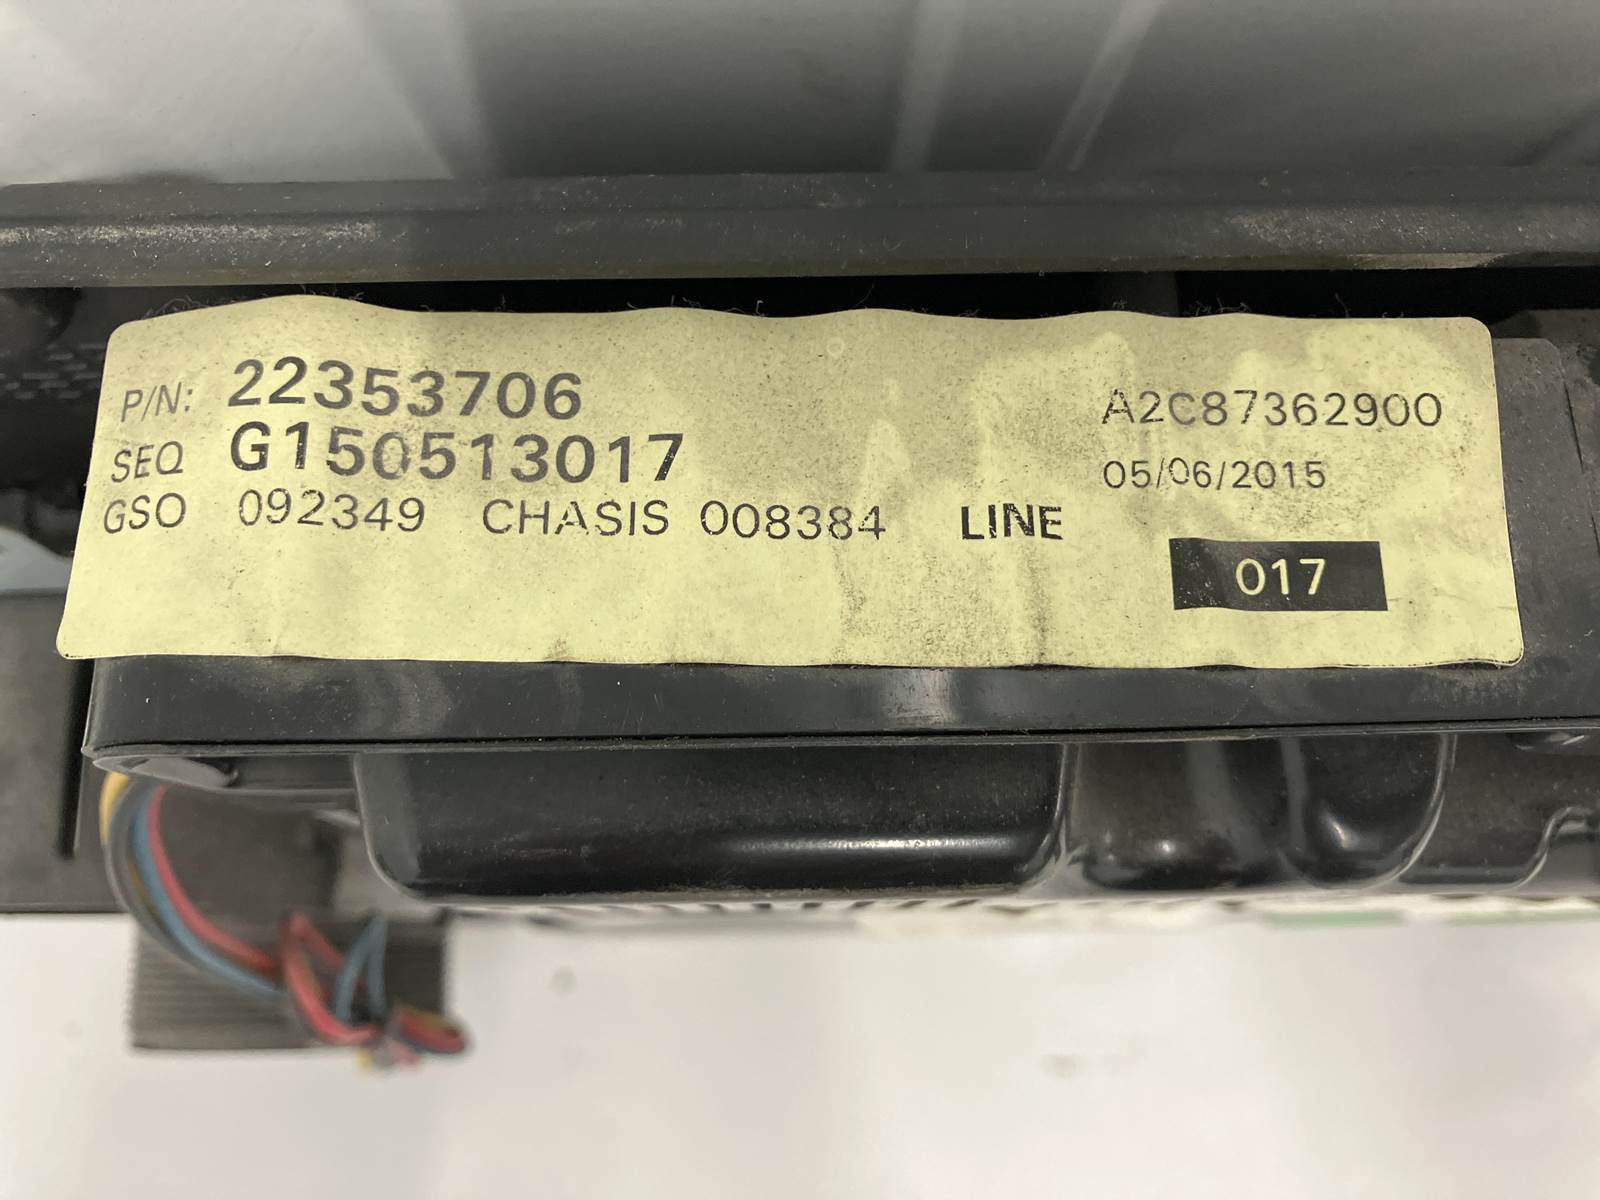 P/N: 22353706
SEQ G150513017
GSO 092349 CHASIS 008384 LINE
A2C87362900
05/06/2015
017